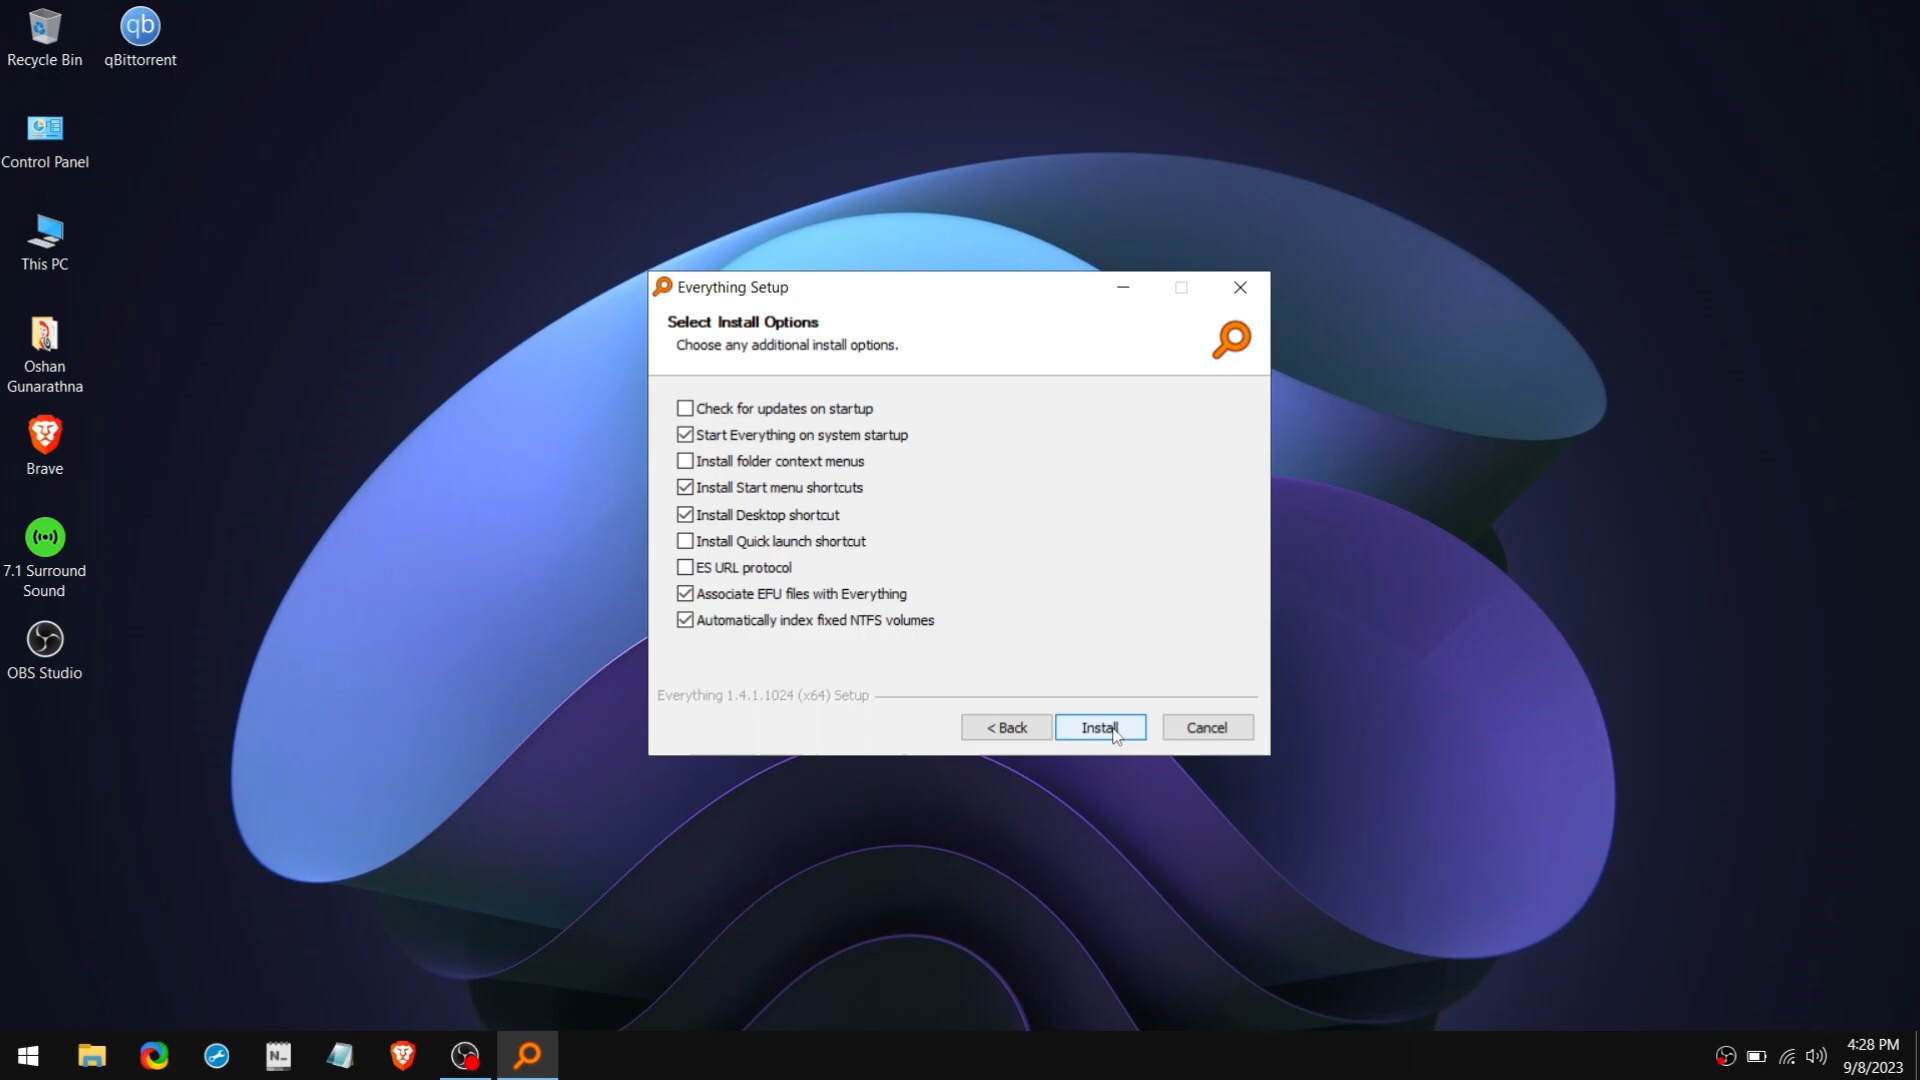 Recycle Bin
qBittorrent
Control Panel
This PC
Oshan
Gunarathna
Brave
7.1 Surround
Sound
OBS Studio
Everything Setup
Select Install Options
Choose any additional install options.
Check for updates on startup
Start Everything on system startup
Install folder context menus
Install Start menu shortcuts
Install Desktop shortcut
Install Quick launch shortcut
ES URL protocol
Associate EFU files with Everything
Automatically index fixed NTFS volumes
Everything 1.4.1.1024 (x64) Setup
< Back
Install
Cancel
4:28 PM
9/8/2023